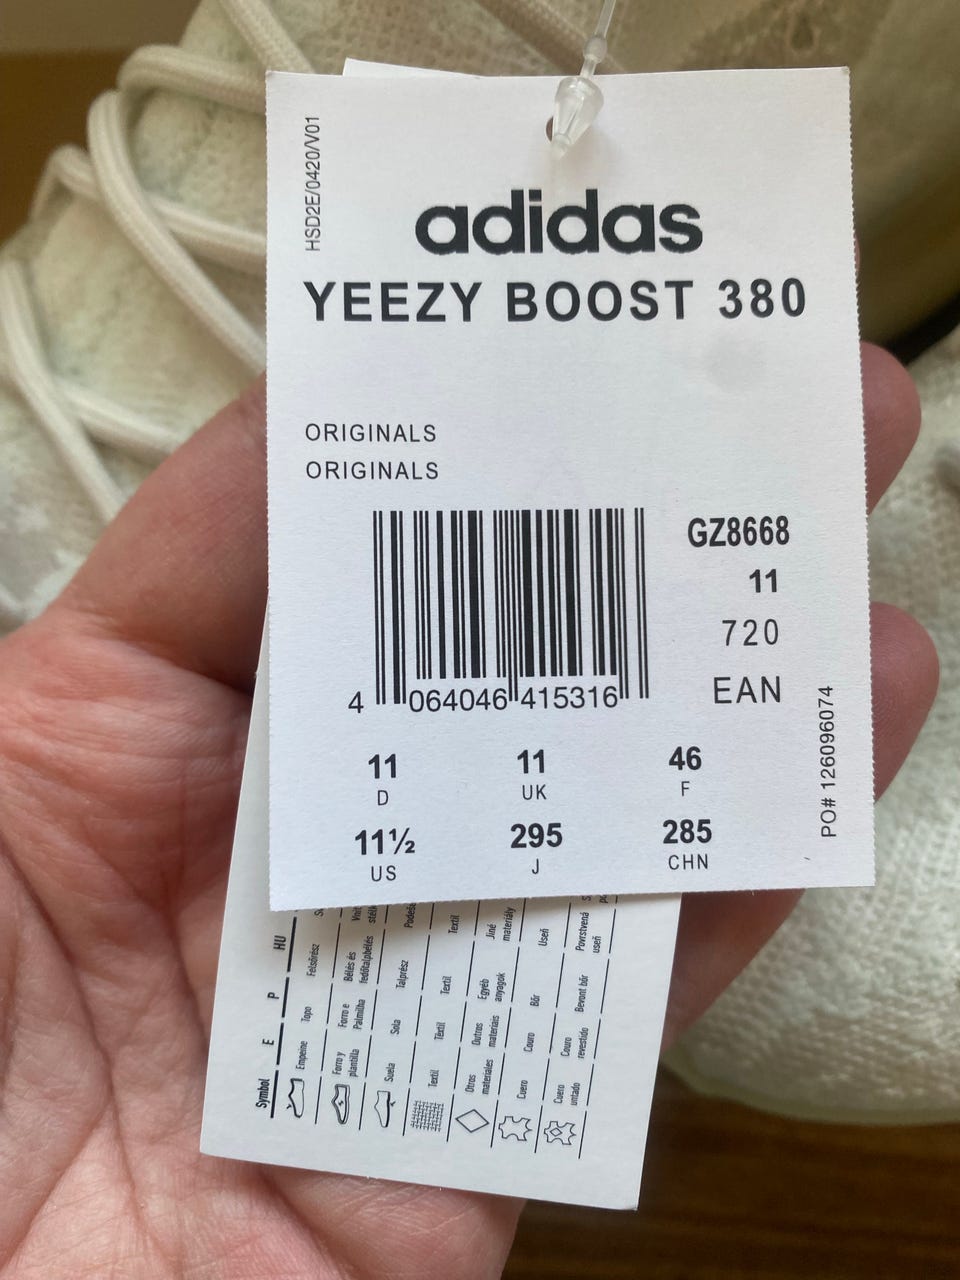 HSD2E/0420/V01
adidas
YEEZY BOOST 380
ORIGINALS
ORIGINALS
GZ8668
11
720
EAN
4 064046 415316
PO# 126096074
11 11 46
D UK F
11½ 295 285
US J CHN
Symbol E P HU
Empeine Topo Felsőrész
Forro y plantilla Forro e Palmilha Bélés és fedőtalpbélés
Suela Sola Talprész
Textil Têxtil Textil Textil
Otros materiales Outros materiais Egyéb anyagok Jiné materiály
Cuero Couro Bőr Useň
Cuero untado Couro revestido Bevont bőr Povrstvená useň